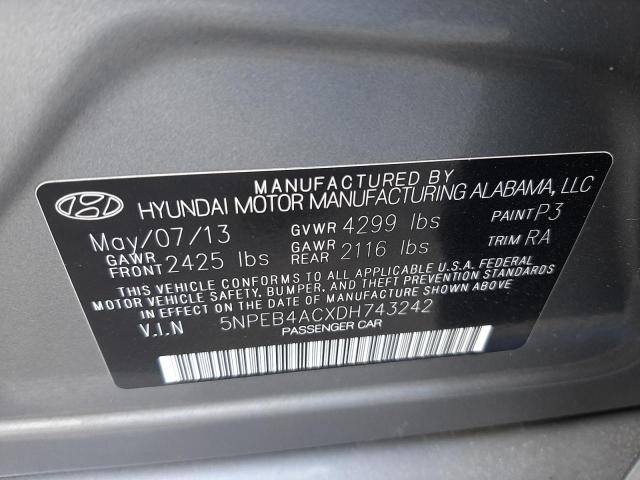 MANUFACTURED BY
HYUNDAI MOTOR MANUFACTURING ALABAMA, LLC
May/07/13 GVWR 4299 lbs PAINT P3
GAWR FRONT 2425 lbs GAWR REAR 2116 lbs TRIM RA
THIS VEHICLE CONFORMS TO ALL APPLICABLE U.S.A. FEDERAL
MOTOR VEHICLE SAFETY, BUMPER, AND THEFT PREVENTION STANDARDS
IN EFFECT ON THE DATE OF MANUFACTURE SHOWN ABOVE
V.I.N 5NPEB4ACXDH743242
PASSENGER CAR